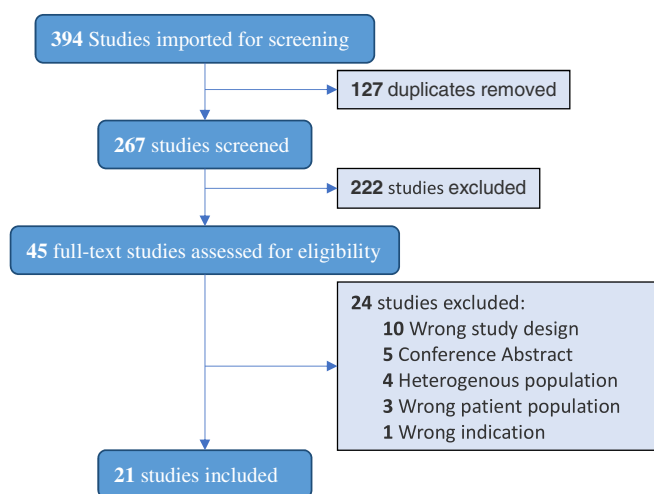 394 Studies imported for screening
127 duplicates removed
267 studies screened
222 studies excluded
45 full-text studies assessed for eligibility
24 studies excluded:
10 Wrong study design
5 Conference Abstract
4 Heterogenous population
3 Wrong patient population
1 Wrong indication
21 studies included